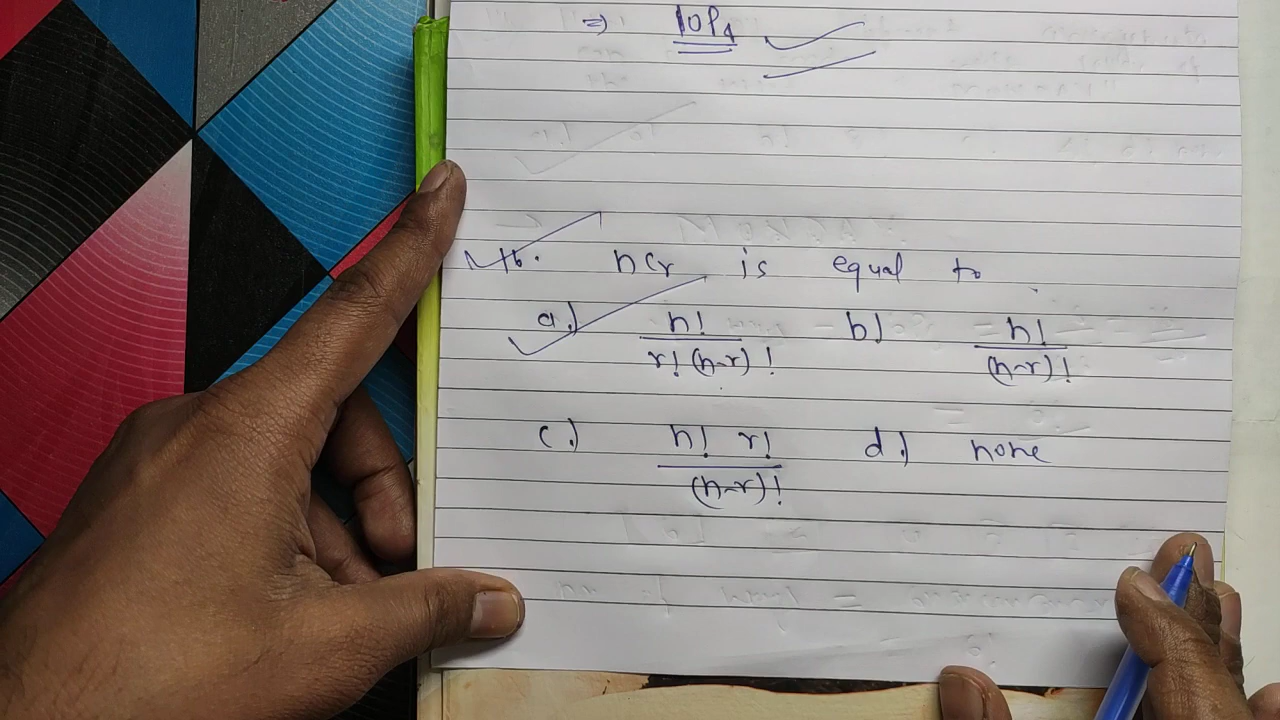 ⇒ 10P4
16. nCr is equal to
a.) n! / r!(n-r)! b.) n! / (n-r)!
c.) n! r! / (n-r)! d.) none